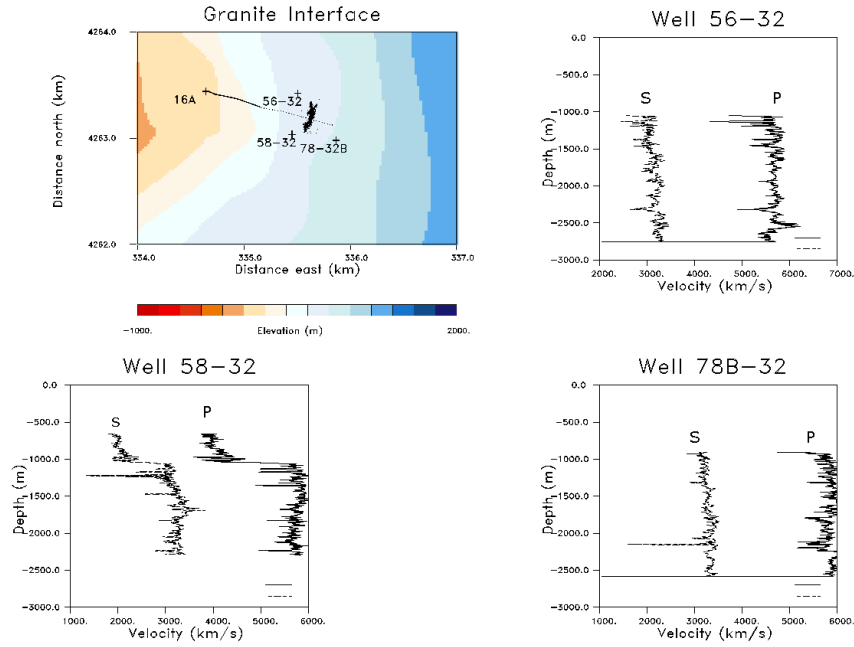 Granite Interface
4264.0
4263.0
4262.0
Distance north (km)
16A
56-32
58-32
78-32B
334.0
335.0
336.0
337.0
Distance east (km)
-1000.
Elevation (m)
2000.
Well 56-32
0.0
-500.0
-1000.0
-1500.0
-2000.0
-2500.0
-3000.0
Depth (m)
S
P
2000.
3000.
4000.
5000.
6000.
7000.
Velocity (km/s)
Well 58-32
0.0
-500.0
-1000.0
-1500.0
-2000.0
-2500.0
-3000.0
Depth (m)
S
P
1000.
2000.
3000.
4000.
5000.
6000.
Velocity (km/s)
Well 78B-32
0.0
-500.0
-1000.0
-1500.0
-2000.0
-2500.0
-3000.0
Depth (m)
S
P
1000.
2000.
3000.
4000.
5000.
6000.
Velocity (km/s)